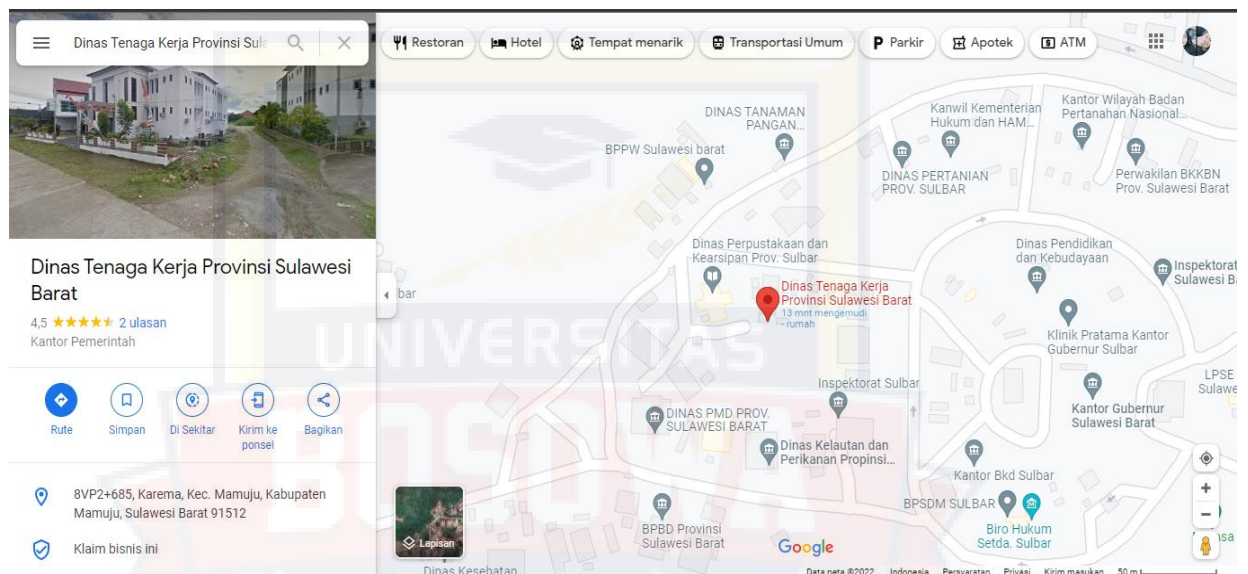 Dinas Tenaga Kerja Provinsi Sula
Restoran
Hotel
Tempat menarik
Transportasi Umum
Parkir
Apotek
ATM
Dinas Tenaga Kerja Provinsi Sulawesi
Barat
4,5
2 ulasan
Kantor Pemerintah
Rute
Simpan
Di Sekitar
Kirim ke
ponsel
Bagikan
8VP2+685, Karema, Kec. Mamuju, Kabupaten
Mamuju, Sulawesi Barat 91512
Klaim bisnis ini
DINAS TANAMAN
PANGAN...
BPPW Sulawesi barat
Kanwil Kementerian
Hukum dan HAM...
Kantor Wilayah Badan
Pertanahan Nasional...
DINAS PERTANIAN
PROV. SULBAR
Perwakilan BKKBN
Prov. Sulawesi Barat
Dinas Perpustakaan dan
Kearsipan Prov. Sulbar
Dinas Pendidikan
dan Kebudayaan
Inspektorat
Sulawesi Ba
bar
Dinas Tenaga Kerja
Provinsi Sulawesi Barat
13 mnt mengemudi
- rumah
Klinik Pratama Kantor
Gubernur Sulbar
UNIVERSITAS
BOSOWA
Inspektorat Sulbar
LPSE
Sulawe
Kantor Gubernur
Sulawesi Barat
DINAS PMD PROV.
SULAWESI BARAT
Dinas Kelautan dan
Perikanan Propinsi...
Kantor Bkd Sulbar
BPSDM SULBAR
Biro Hukum
Setda. Sulbar
BPBD Provinsi
Sulawesi Barat
Lapisan
Google
nsa
Dinas Kesehatan
Data peta ©2022
Indonesia
Persyaratan
Privasi
Kirim masukan
50 m